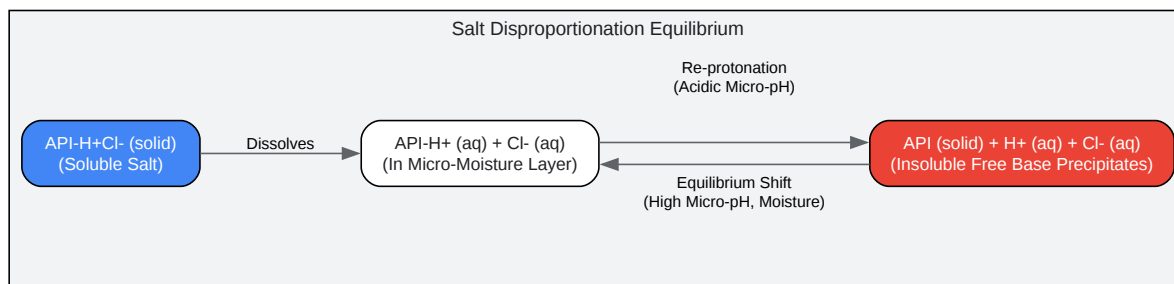 Salt Disproportionation Equilibrium
Re-protonation
(Acidic Micro-pH)
API-H+Cl- (solid)
(Soluble Salt)
Dissolves
API-H+ (aq) + Cl- (aq)
(In Micro-Moisture Layer)
API (solid) + H+ (aq) + Cl- (aq)
(Insoluble Free Base Precipitates)
Equilibrium Shift
(High Micro-pH, Moisture)